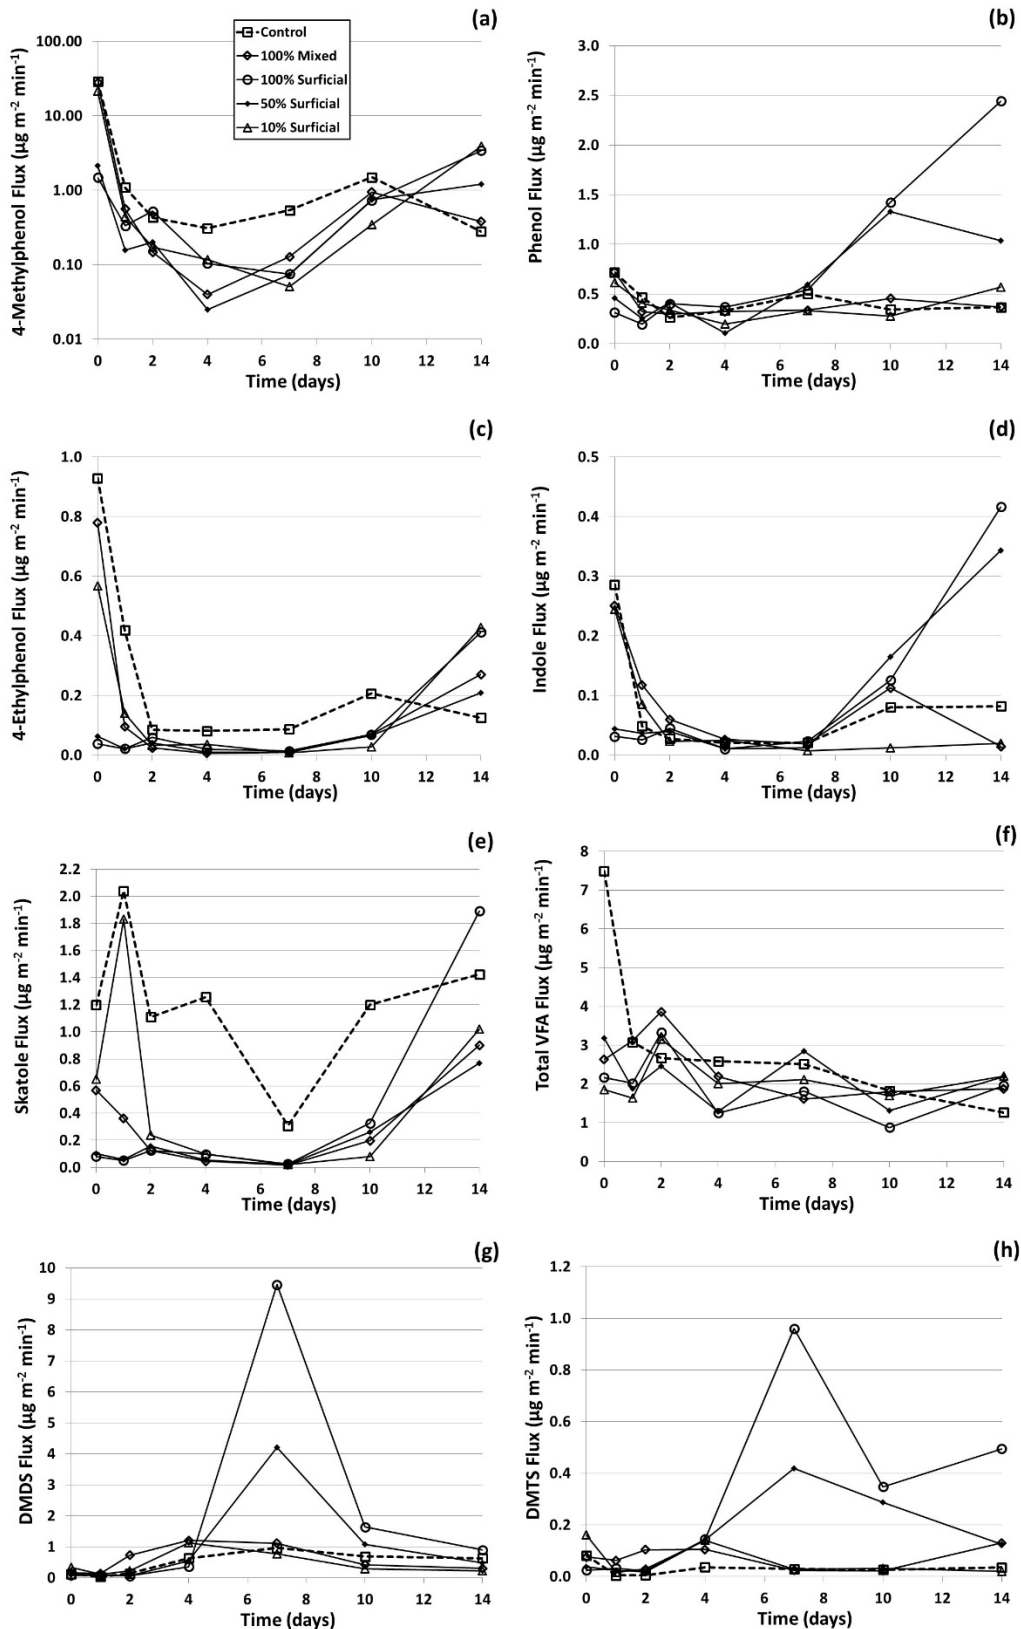 (a)
4-Methylphenol Flux (µg m⁻² min⁻¹)
100.00
10.00
1.00
0.10
0.01
Control
100% Mixed
100% Surficial
50% Surficial
10% Surficial
0 2 4 6 8 10 12 14
Time (days)
(b)
Phenol Flux (µg m⁻² min⁻¹)
3.0
2.5
2.0
1.5
1.0
0.5
0.0
0 2 4 6 8 10 12 14
Time (days)
(c)
4-Ethylphenol Flux (µg m⁻² min⁻¹)
1.0
0.8
0.6
0.4
0.2
0.0
0 2 4 6 8 10 12 14
Time (days)
(d)
Indole Flux (µg m⁻² min⁻¹)
0.5
0.4
0.3
0.2
0.1
0.0
0 2 4 6 8 10 12 14
Time (days)
(e)
Skatole Flux (µg m⁻² min⁻¹)
2.2
2.0
1.8
1.6
1.4
1.2
1.0
0.8
0.6
0.4
0.2
0.0
0 2 4 6 8 10 12 14
Time (days)
(f)
Total VFA Flux (µg m⁻² min⁻¹)
8
7
6
5
4
3
2
1
0
0 2 4 6 8 10 12 14
Time (days)
(g)
DMDS Flux (µg m⁻² min⁻¹)
10
9
8
7
6
5
4
3
2
1
0
0 2 4 6 8 10 12 14
Time (days)
(h)
DMTS Flux (µg m⁻² min⁻¹)
1.2
1.0
0.8
0.6
0.4
0.2
0.0
0 2 4 6 8 10 12 14
Time (days)